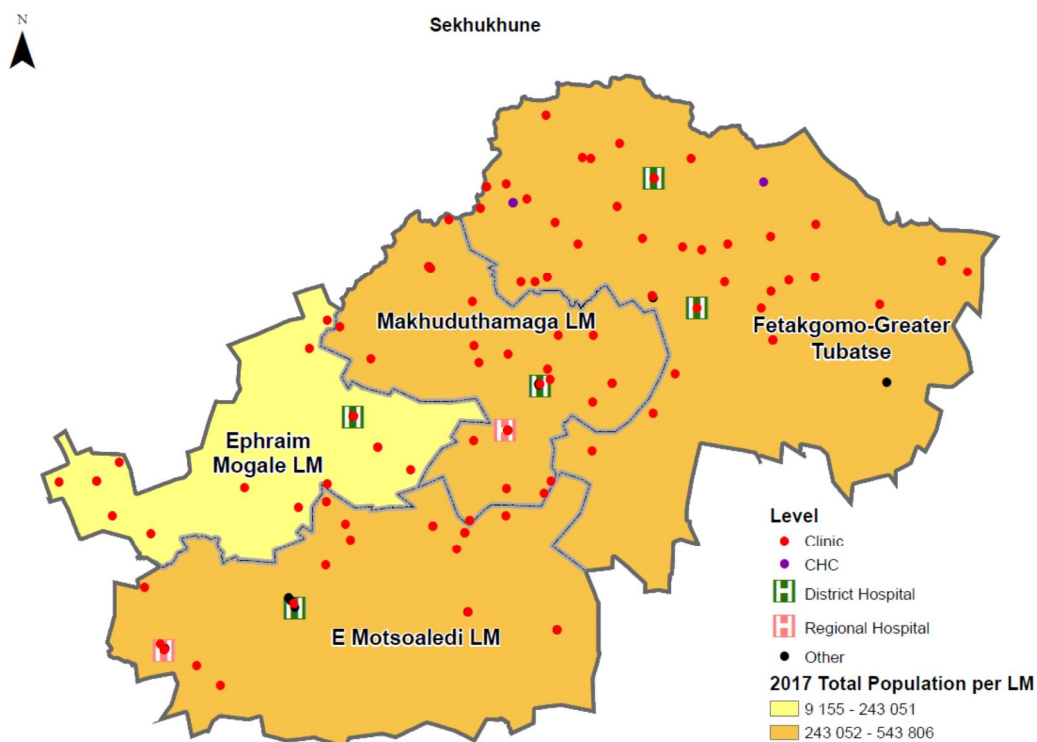 N
Sekhukhune
Makhuduthamaga LM
Fetakgomo-Greater
Tubatse
Ephraim
Mogale LM
E Motsoaledi LM
Level
Clinic
CHC
H District Hospital
H Regional Hospital
Other
2017 Total Population per LM
9 155 - 243 051
243 052 - 543 806